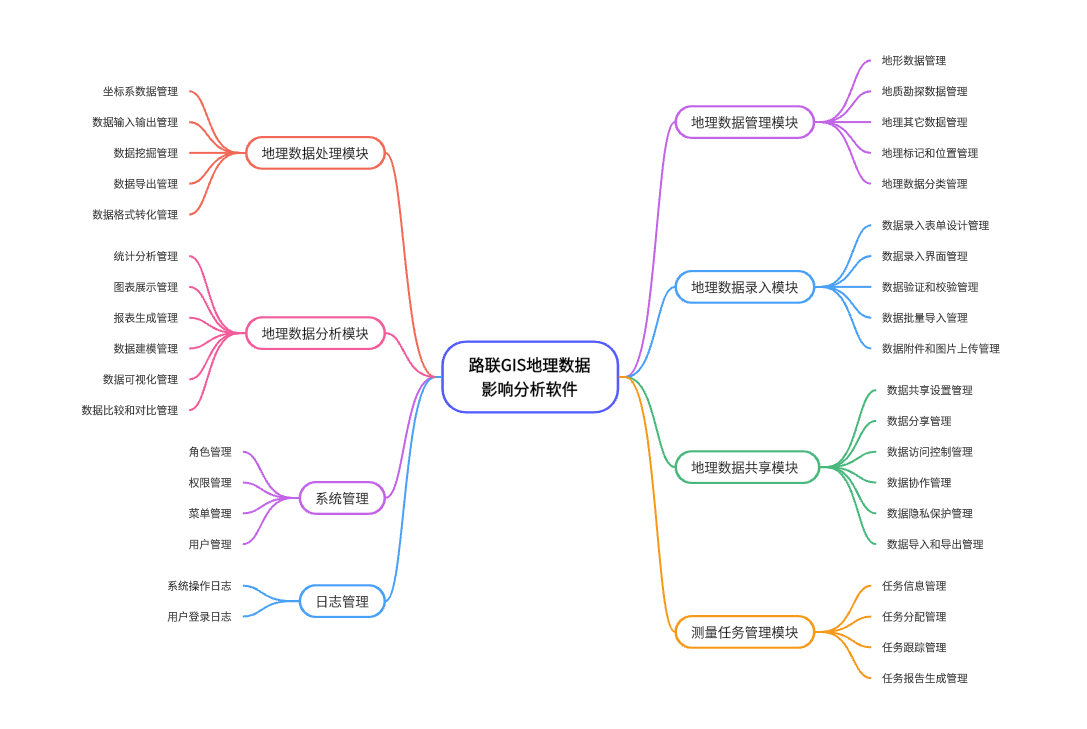 路联GIS地理数据
影响分析软件
地理数据管理模块
地形数据管理
地质勘探数据管理
地理其它数据管理
地理标记和位置管理
地理数据分类管理
地理数据录入模块
数据录入表单设计管理
数据录入界面管理
数据验证和校验管理
数据批量导入管理
数据附件和图片上传管理
地理数据共享模块
数据共享设置管理
数据分享管理
数据访问控制管理
数据协作管理
数据隐私保护管理
数据导入和导出管理
测量任务管理模块
任务信息管理
任务分配管理
任务跟踪管理
任务报告生成管理
地理数据处理模块
坐标系数据管理
数据输入输出管理
数据挖掘管理
数据导出管理
数据格式转化管理
地理数据分析模块
统计分析管理
图表展示管理
报表生成管理
数据建模管理
数据可视化管理
数据比较和对比管理
系统管理
角色管理
权限管理
菜单管理
用户管理
日志管理
系统操作日志
用户登录日志